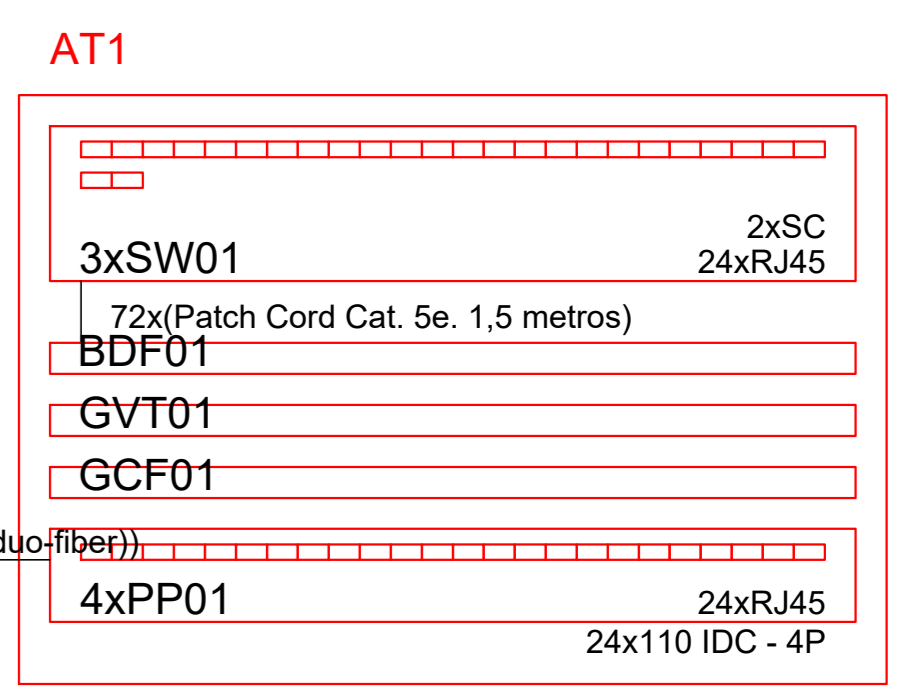 AT1
2xSC
3xSW01
24xRJ45
72x(Patch Cord Cat. 5e. 1,5 metros)
BDF01
GVT01
GCF01
duo-fiber))
4xPP01
24xRJ45
24x110 IDC - 4P